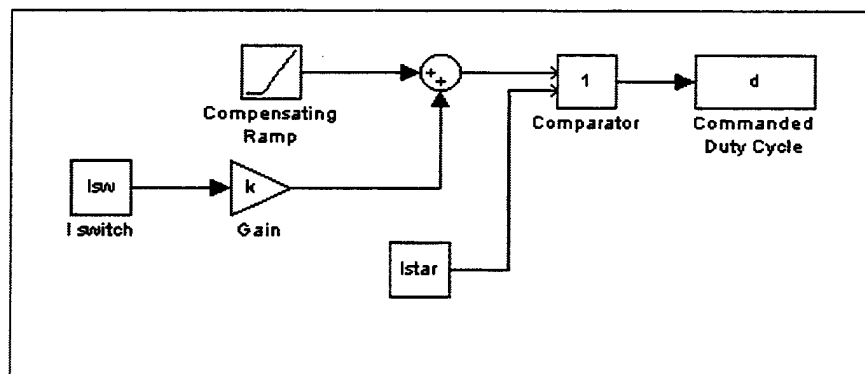 +
+
Compensating
Ramp
1
Comparator
d
Commanded
Duty Cycle
Isw
I switch
k
Gain
Istar